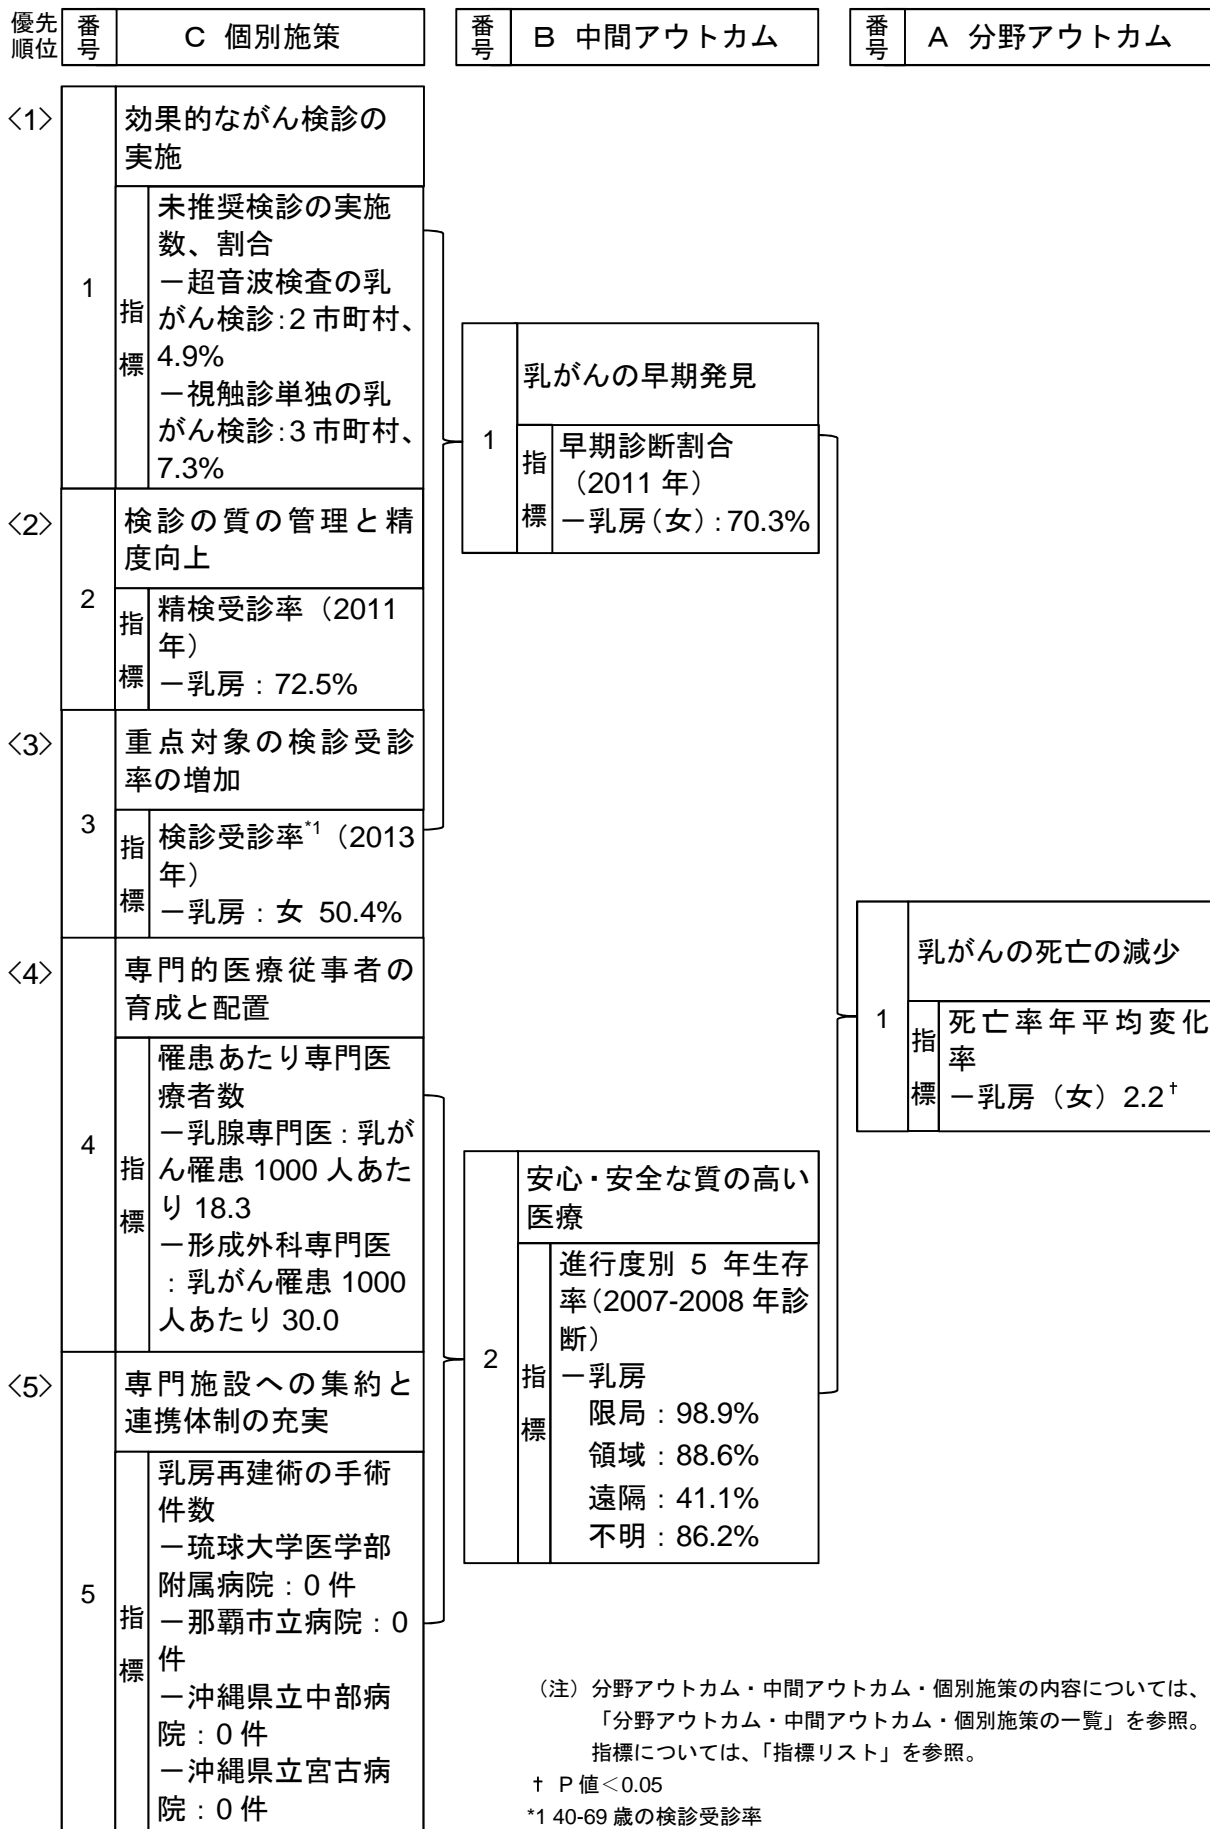 優先
順位
番号
C 個別施策
番号
B 中間アウトカム
番号
A 分野アウトカム
<1>
1
効果的ながん検診の
実施
指標
未推奨検診の実施
数、割合
－超音波検査の乳
がん検診：2 市町村、
4.9%
－視触診単独の乳
がん検診：3 市町村、
7.3%
<2>
2
検診の質の管理と精
度向上
指標
精検受診率（2011
年）
－乳房：72.5%
<3>
3
重点対象の検診受診
率の増加
指標
検診受診率*1（2013
年）
－乳房：女 50.4%
<4>
4
専門的医療従事者の
育成と配置
指標
罹患あたり専門医
療者数
－乳腺専門医：乳が
ん罹患 1000 人あた
り 18.3
－形成外科専門医
：乳がん罹患 1000
人あたり 30.0
<5>
5
専門施設への集約と
連携体制の充実
指標
乳房再建術の手術
件数
－琉球大学医学部
附属病院：0 件
－那覇市立病院：0
件
－沖縄県立中部病
院：0 件
－沖縄県立宮古病
院：0 件
1
乳がんの早期発見
指標
早期診断割合
（2011 年）
－乳房（女）：70.3%
2
安心・安全な質の高い
医療
指標
進行度別 5 年生存
率（2007-2008 年診
断）
－乳房
限局：98.9%
領域：88.6%
遠隔：41.1%
不明：86.2%
1
乳がんの死亡の減少
指標
死亡率年平均変化
率
－乳房（女）2.2†
（注）分野アウトカム・中間アウトカム・個別施策の内容については、
「分野アウトカム・中間アウトカム・個別施策の一覧」を参照。
指標については、「指標リスト」を参照。
† P 値＜0.05
*1 40-69 歳の検診受診率